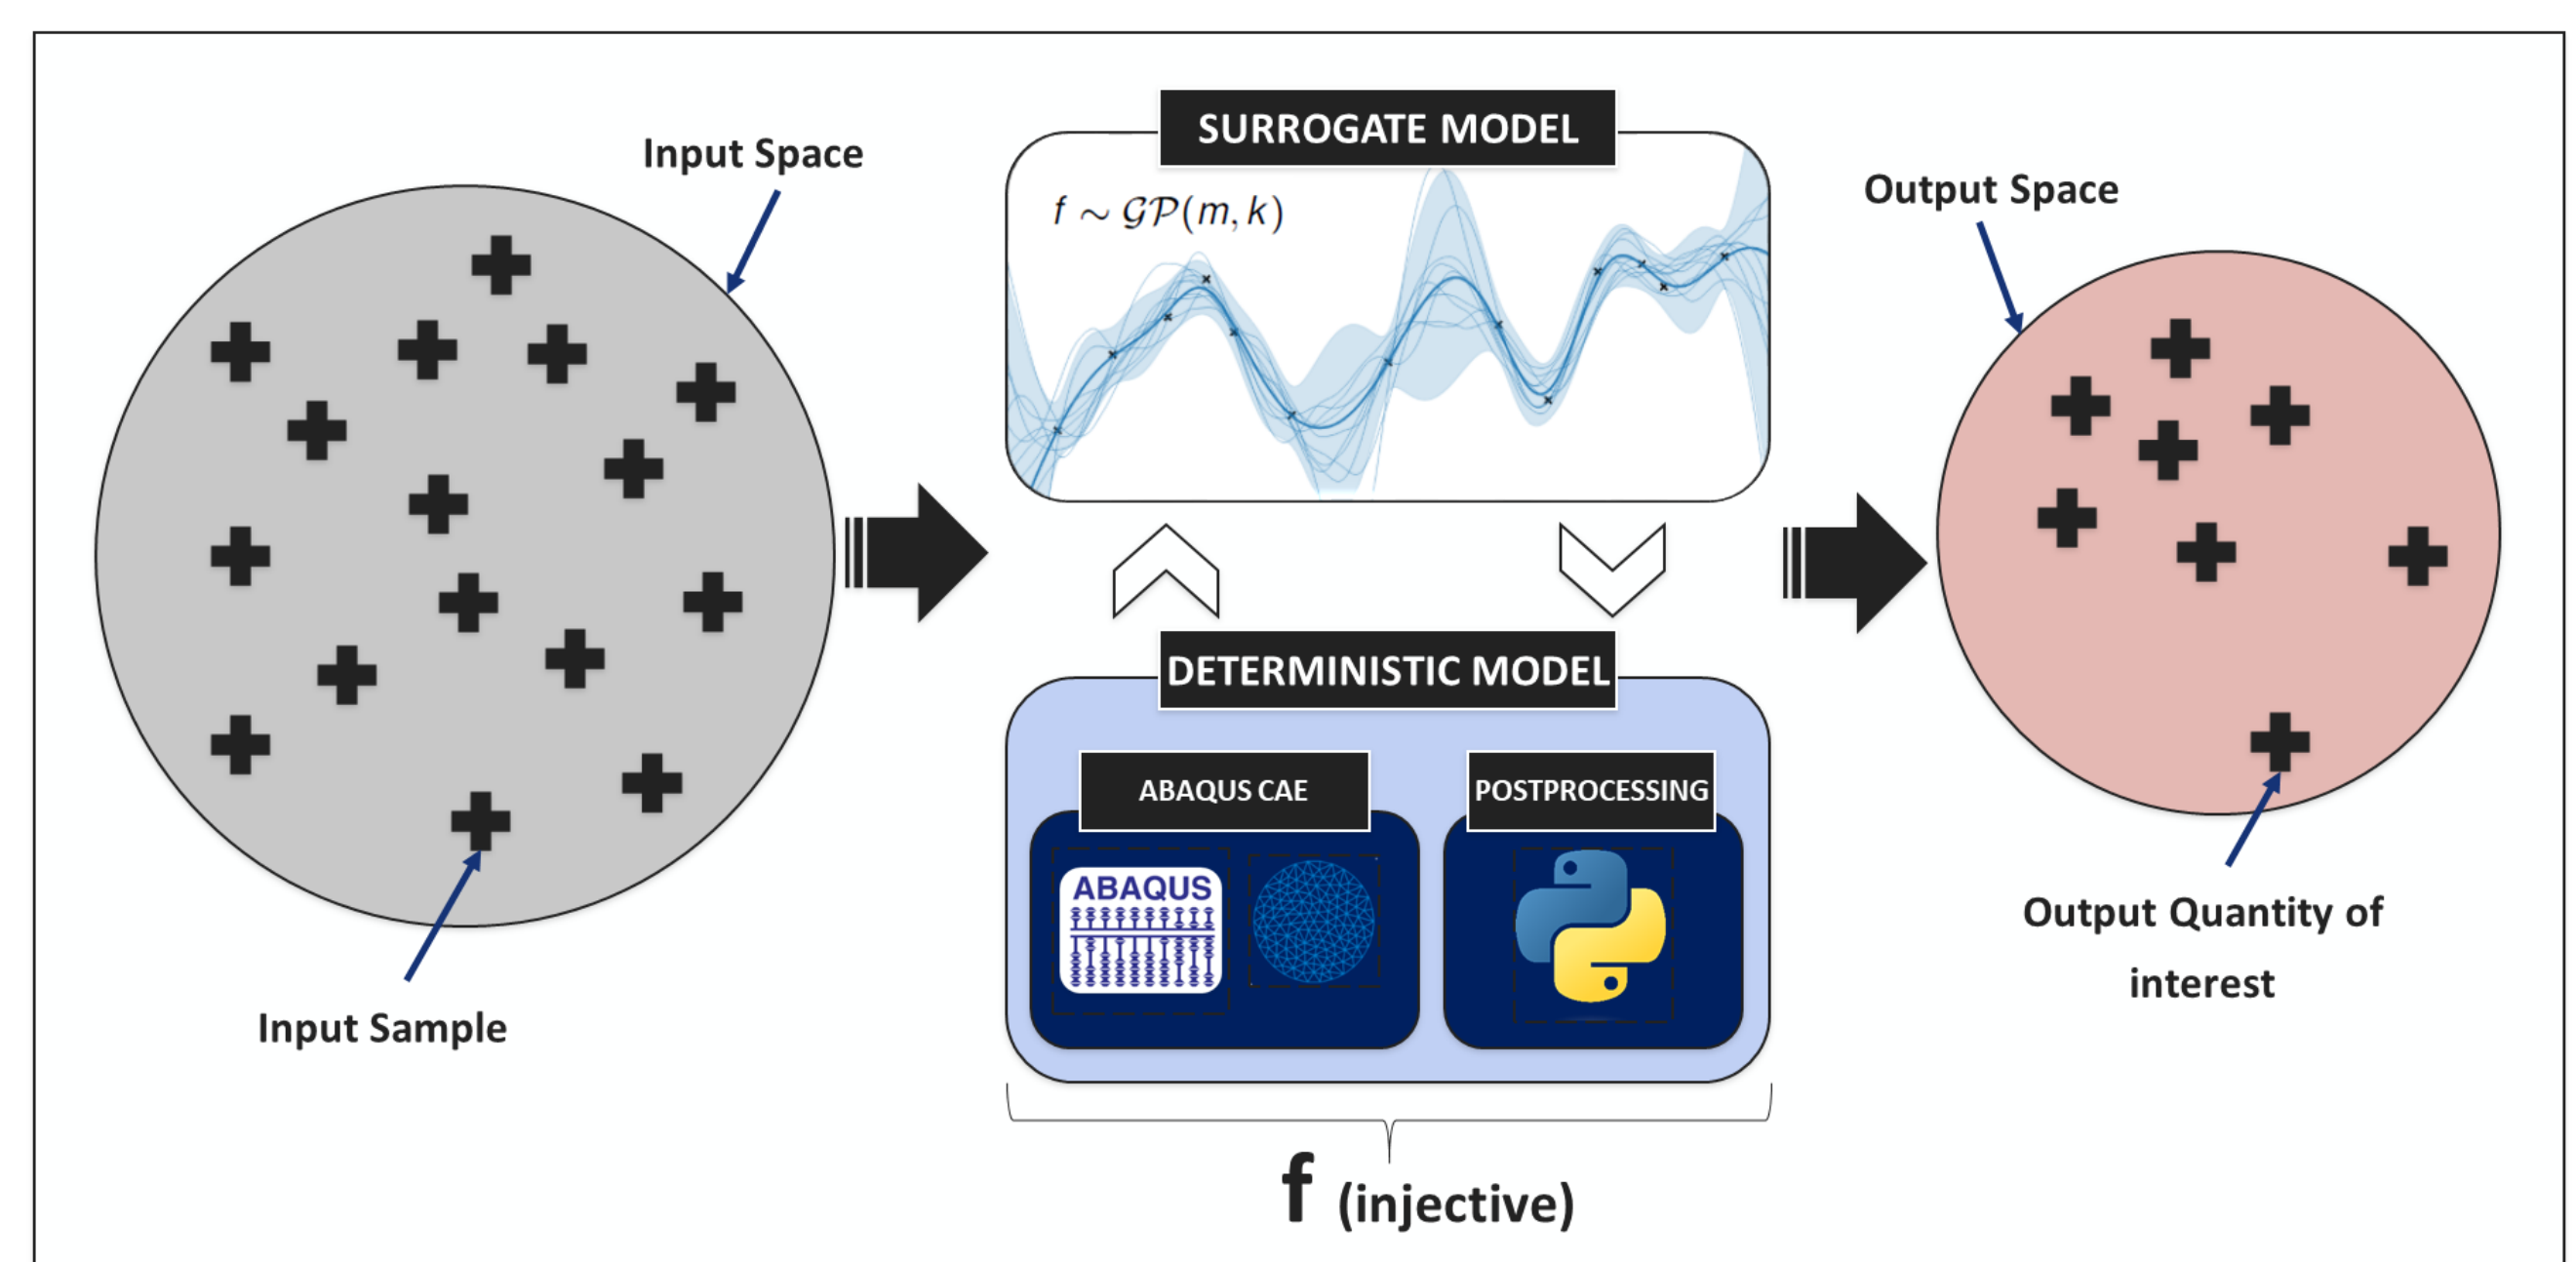 Input Space
SURROGATE MODEL
f ∼ 𝒢𝒫(m, k)
Output Space
DETERMINISTIC MODEL
ABAQUS CAE
POSTPROCESSING
ABAQUS
Input Sample
Output Quantity of
interest
f (injective)